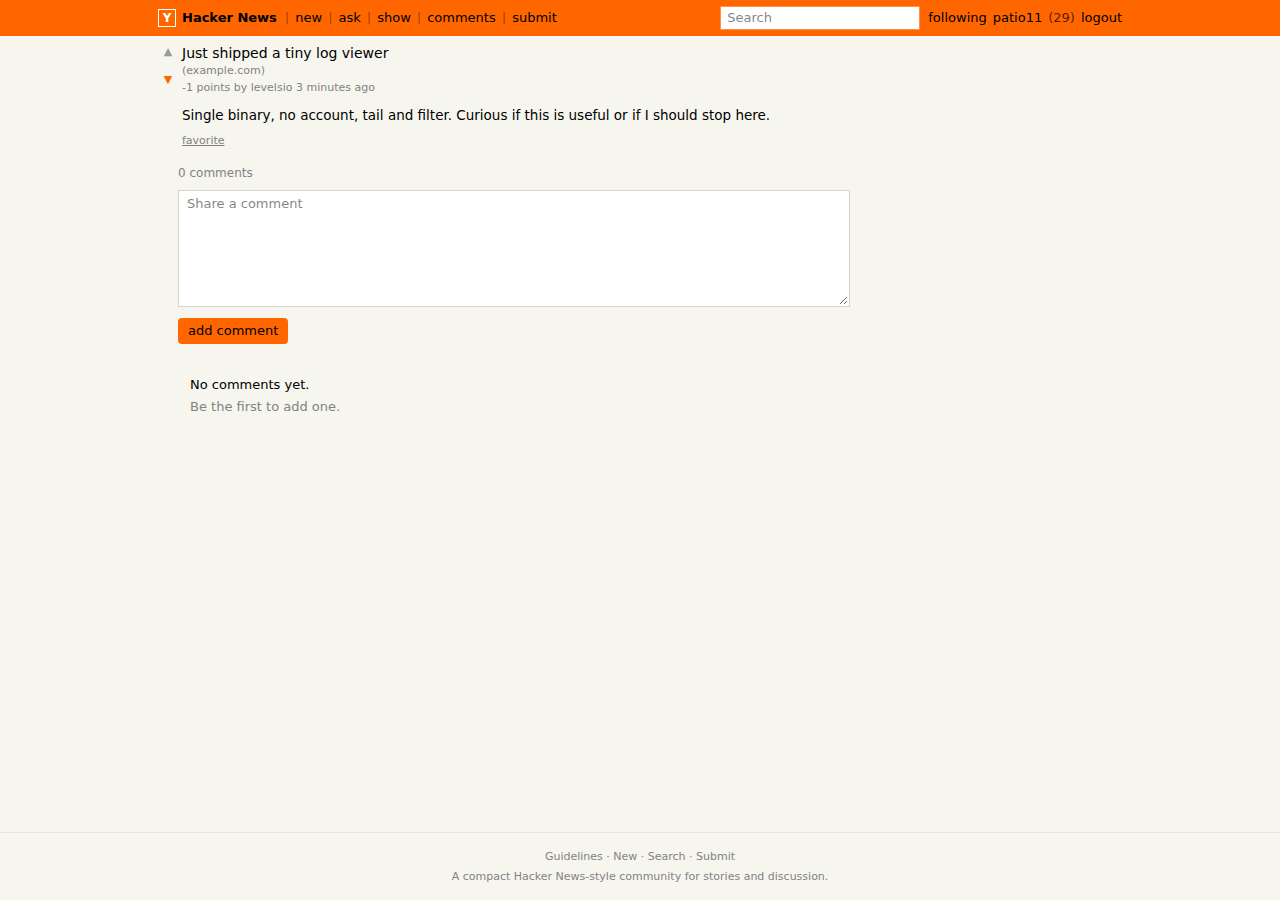 Y Hacker News | new | ask | show | comments | submit Search following patio11 (29) logout
▲ Just shipped a tiny log viewer
(example.com)
▼ -1 points by levelsio 3 minutes ago
Single binary, no account, tail and filter. Curious if this is useful or if I should stop here.
favorite
0 comments
Share a comment
add comment
No comments yet.
Be the first to add one.
Guidelines · New · Search · Submit
A compact Hacker News-style community for stories and discussion.